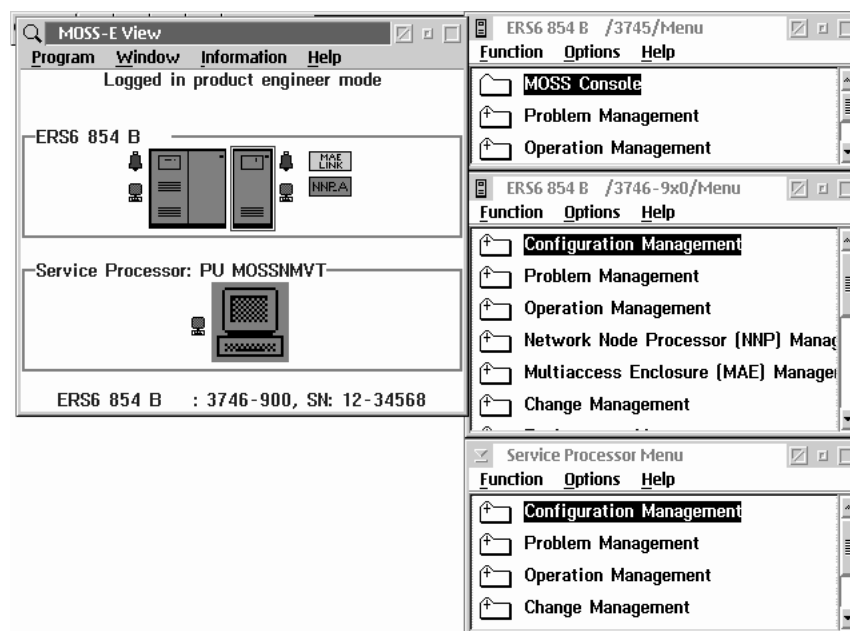 MOSS-E View
Program Window Information Help
Logged in product engineer mode
ERS6 854 B
MAE
LINK
NNP.A
Service Processor: PU MOSSNMVT
ERS6 854 B : 3746-900, SN: 12-34568
ERS6 854 B /3745/Menu
Function Options Help
MOSS Console
Problem Management
Operation Management
ERS6 854 B /3746-9x0/Menu
Function Options Help
Configuration Management
Problem Management
Operation Management
Network Node Processor (NNP) Manag
Multiaccess Enclosure (MAE) Manage
Change Management
Service Processor Menu
Function Options Help
Configuration Management
Problem Management
Operation Management
Change Management